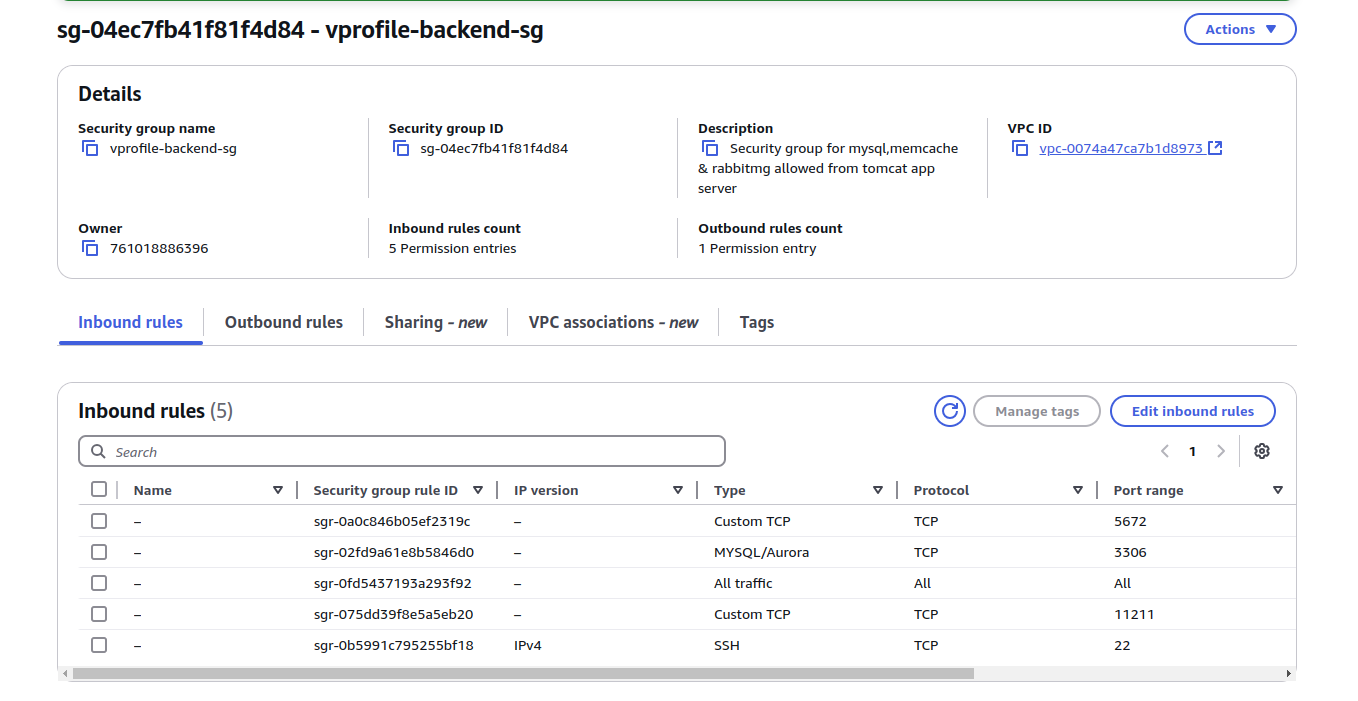 sg-04ec7fb41f81f4d84 - vprofile-backend-sg
Actions
Details
Security group name
vprofile-backend-sg
Security group ID
sg-04ec7fb41f81f4d84
Description
Security group for mysql,memcache
& rabbitmg allowed from tomcat app
server
VPC ID
vpc-0074a47ca7b1d8973
Owner
761018886396
Inbound rules count
5 Permission entries
Outbound rules count
1 Permission entry
Inbound rules
Outbound rules
Sharing - new
VPC associations - new
Tags
Inbound rules (5)
Manage tags
Edit inbound rules
Search
1
Name Security group rule ID IP version Type Protocol Port range
– sgr-0a0c846b05ef2319c – Custom TCP TCP 5672
– sgr-02fd9a61e8b5846d0 – MYSQL/Aurora TCP 3306
– sgr-0fd5437193a293f92 – All traffic All All
– sgr-075dd39f8e5a5eb20 – Custom TCP TCP 11211
– sgr-0b5991c795255bf18 IPv4 SSH TCP 22